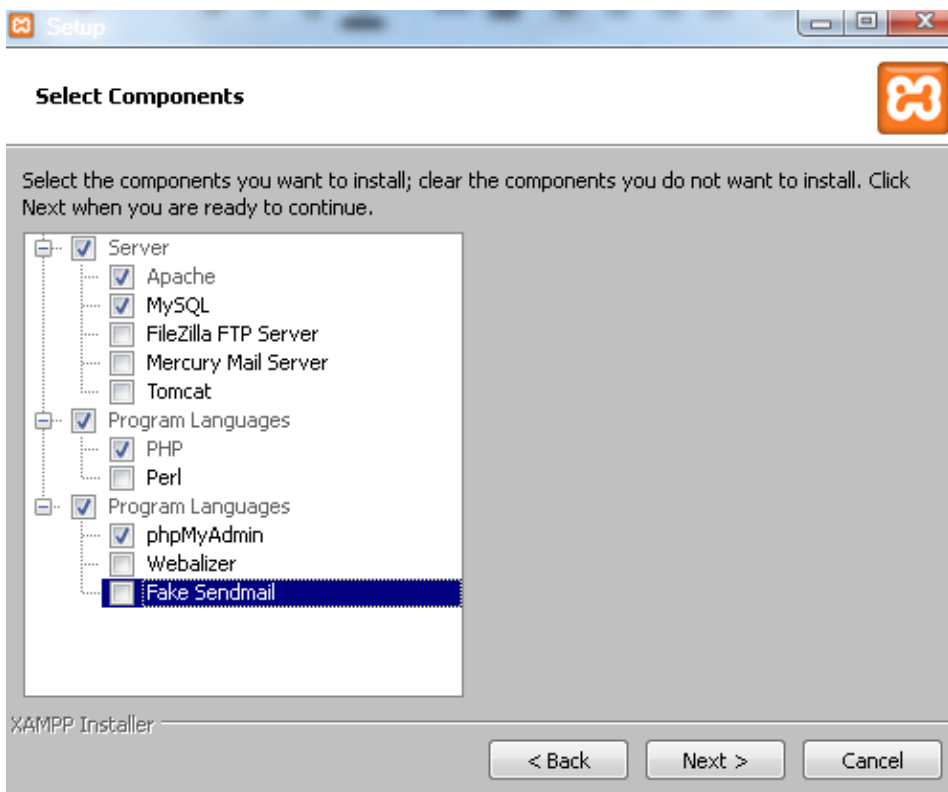 Setup
Select Components
Select the components you want to install; clear the components you do not want to install. Click
Next when you are ready to continue.
Server
Apache
MySQL
FileZilla FTP Server
Mercury Mail Server
Tomcat
Program Languages
PHP
Perl
Program Languages
phpMyAdmin
Webalizer
Fake Sendmail
XAMPP Installer
< Back Next > Cancel